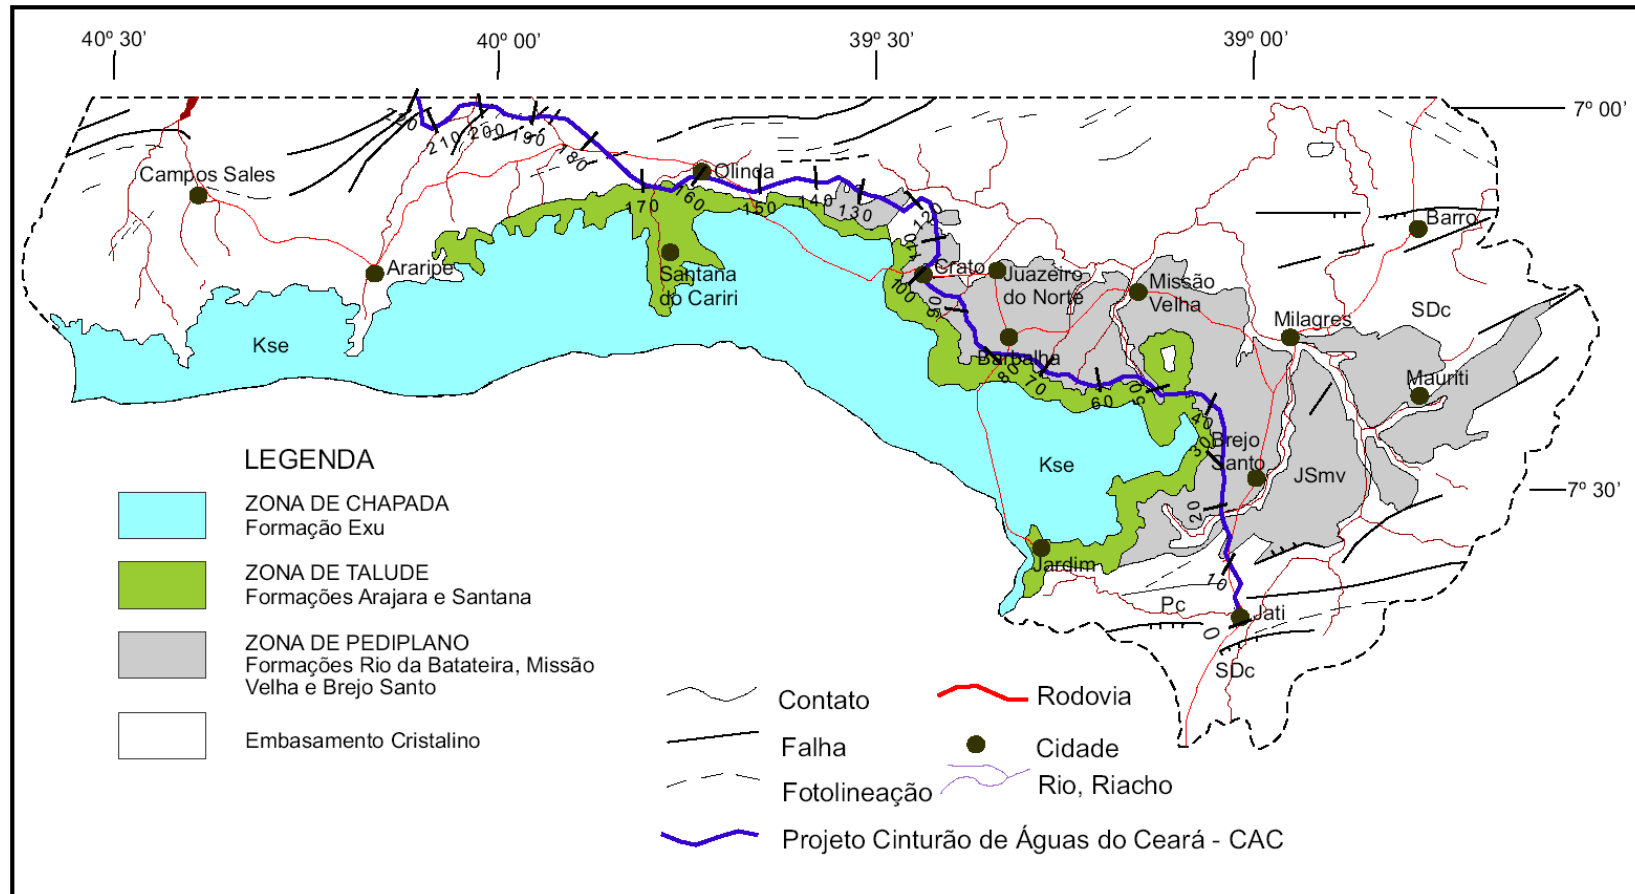 40º 30'
40º 00'
39º 30'
39º 00'
7º 00'
220
210
200
190
180
Campos Sales
Olinda
170
160
150
140
130
120
110
Barro
Araripe
Santana
do Cariri
Crato
100
90
Juazeiro
do Norte
Missão
Velha
Milagres
SDc
Kse
Barbalha
80
70
60
50
40
Mauriti
30
Brejo
Santo
Kse
JSmv
7º 30'
20
Jardim
10
Pc
0
Jati
SDc
LEGENDA
ZONA DE CHAPADA
Formação Exu
ZONA DE TALUDE
Formações Arajara e Santana
ZONA DE PEDIPLANO
Formações Rio da Batateira, Missão
Velha e Brejo Santo
Embasamento Cristalino
Contato
Rodovia
Falha
Cidade
Fotolineação
Rio, Riacho
Projeto Cinturão de Águas do Ceará - CAC